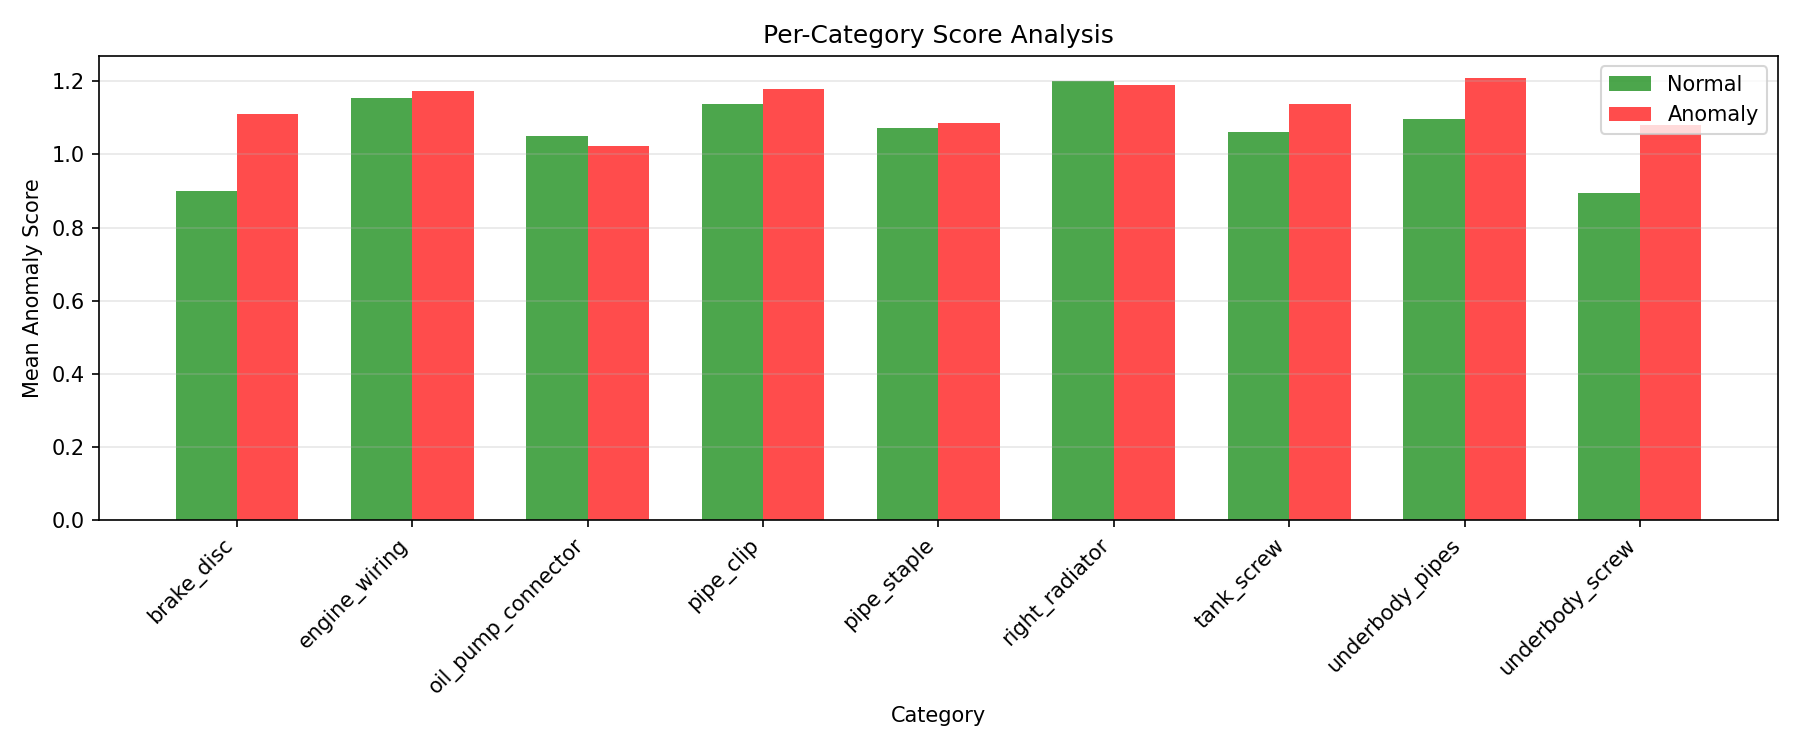 Per-Category Score Analysis
Normal
Anomaly
Mean Anomaly Score
1.2
1.0
0.8
0.6
0.4
0.2
0.0
brake_disc
engine_wiring
oil_pump_connector
pipe_clip
pipe_staple
right_radiator
tank_screw
underbody_pipes
underbody_screw
Category